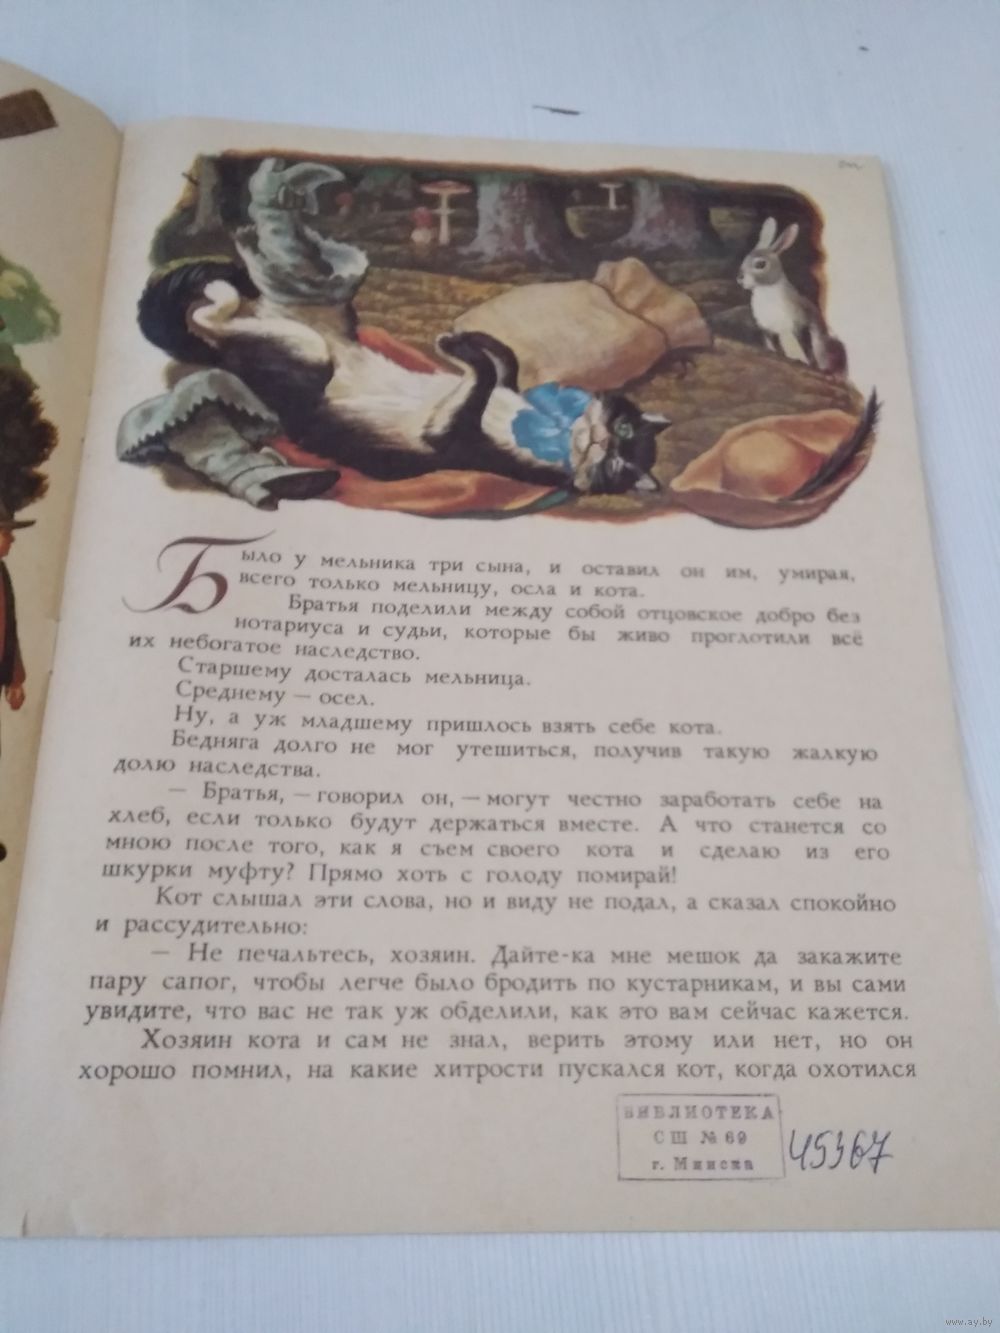 Было у мельника три сына, и оставил он им, умирая,
всего только мельницу, осла и кота.
Братья поделили между собой отцовское добро без
нотариуса и судьи, которые бы живо проглотили всё
их небогатое наследство.
Старшему досталась мельница.
Среднему — осел.
Ну, а уж младшему пришлось взять себе кота.
Бедняга долго не мог утешиться, получив такую жалкую
долю наследства.
— Братья, — говорил он, — могут честно заработать себе на
хлеб, если только будут держаться вместе. А что станется со
мною после того, как я съем своего кота и сделаю из его
шкурки муфту? Прямо хоть с голоду помирай!
Кот слышал эти слова, но и виду не подал, а сказал спокойно
и рассудительно:
— Не печальтесь, хозяин. Дайте-ка мне мешок да закажите
пару сапог, чтобы легче было бродить по кустарникам, и вы сами
увидите, что вас не так уж обделили, как это вам сейчас кажется.
Хозяин кота и сам не знал, верить этому или нет, но он
хорошо помнил, на какие хитрости пускался кот, когда охотился
БИБЛИОТЕКА
СШ № 69
г. Минска
45367
www.ay.by